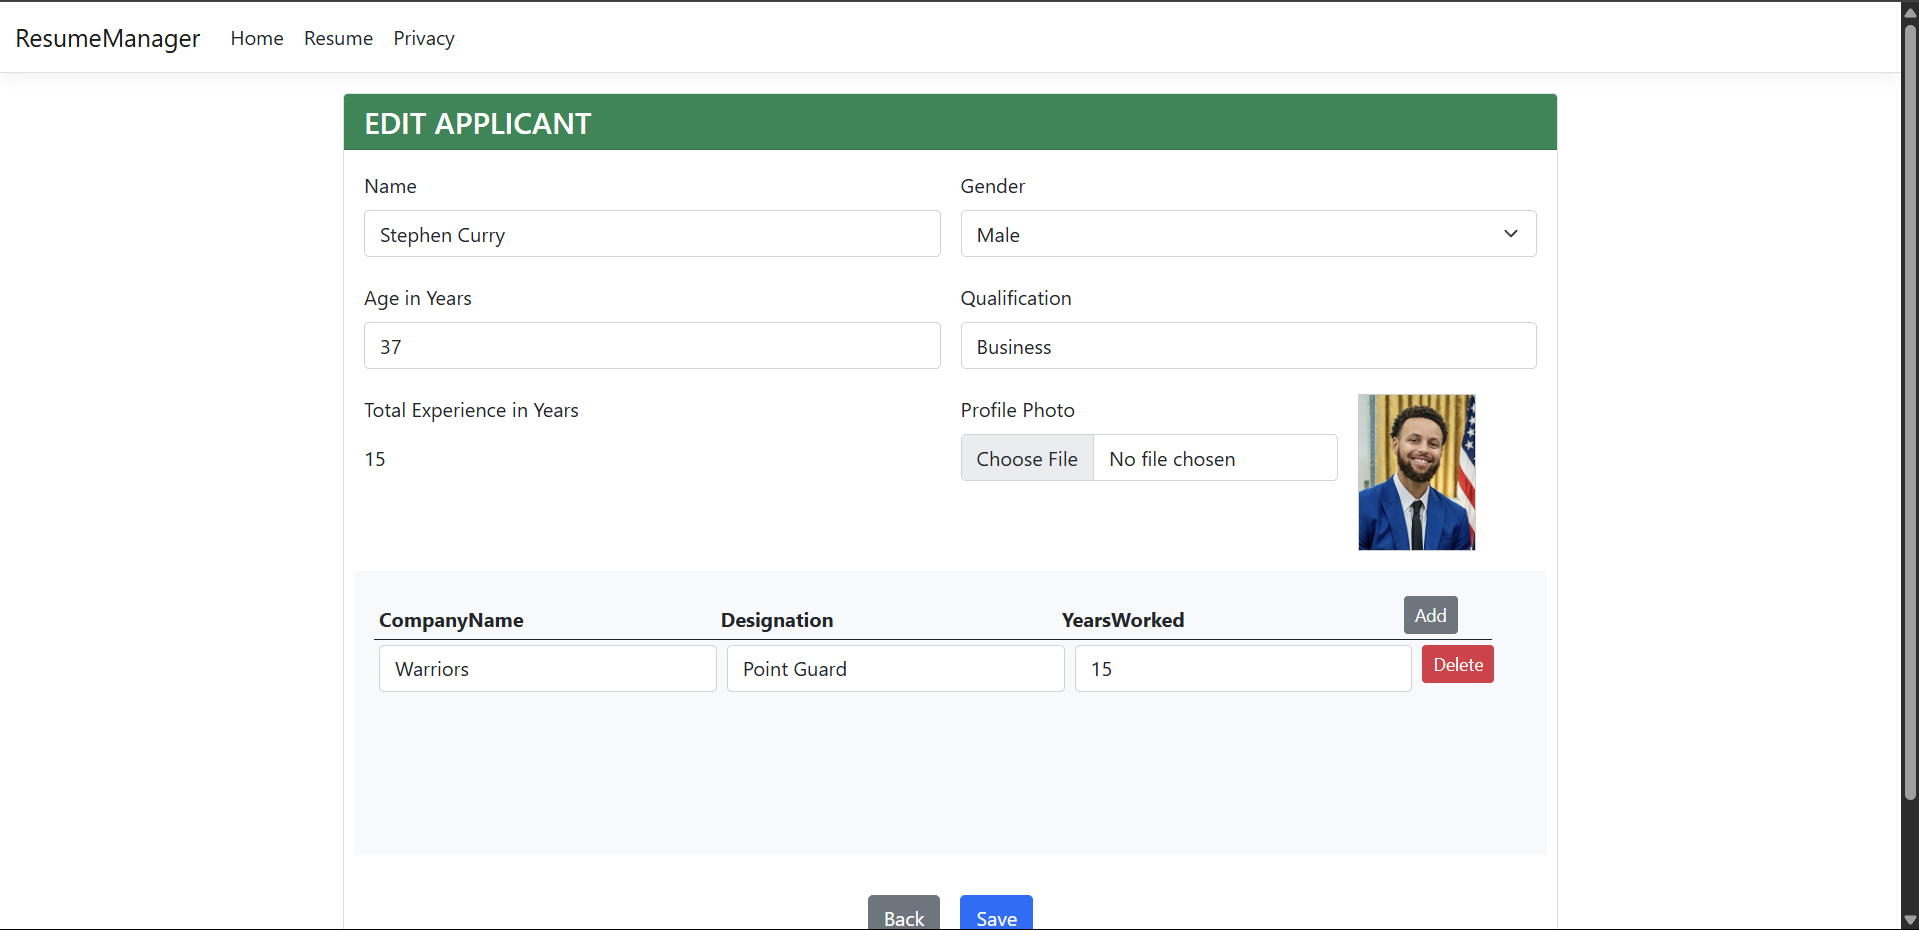 ResumeManager Home Resume Privacy
EDIT APPLICANT
Name Gender
Stephen Curry Male
Age in Years Qualification
37 Business
Total Experience in Years Profile Photo
15 Choose File No file chosen
CompanyName Designation YearsWorked Add
Warriors Point Guard 15 Delete
Back Save